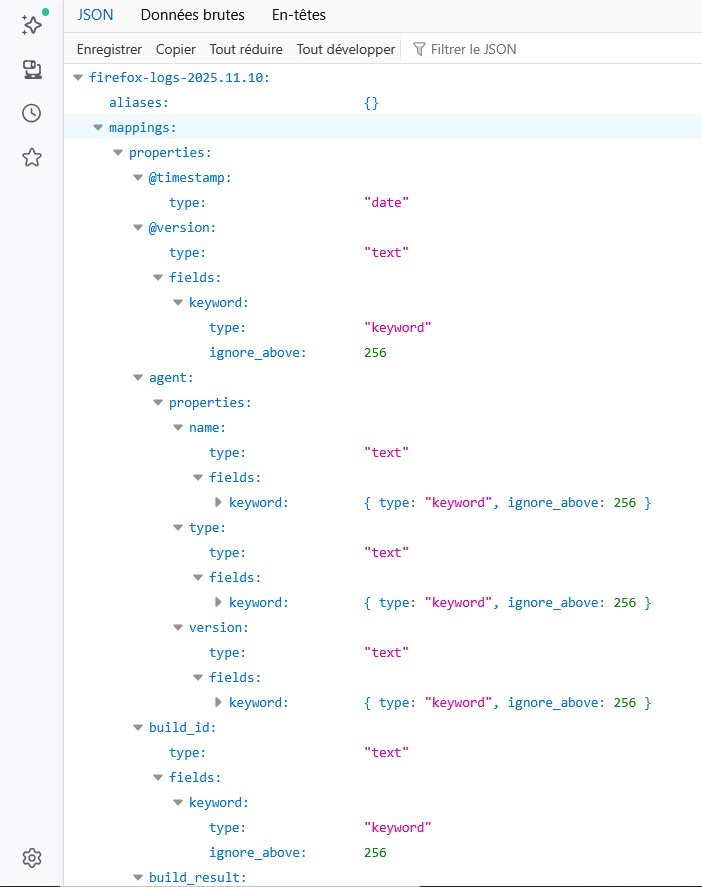 JSON Données brutes En-têtes
Enregistrer Copier Tout réduire Tout développer Filtrer le JSON
firefox-logs-2025.11.10:
aliases: {}
mappings:
properties:
@timestamp:
type: "date"
@version:
type: "text"
fields:
keyword:
type: "keyword"
ignore_above: 256
agent:
properties:
name:
type: "text"
fields:
keyword: { type: "keyword", ignore_above: 256 }
type:
type: "text"
fields:
keyword: { type: "keyword", ignore_above: 256 }
version:
type: "text"
fields:
keyword: { type: "keyword", ignore_above: 256 }
build_id:
type: "text"
fields:
keyword:
type: "keyword"
ignore_above: 256
build_result: